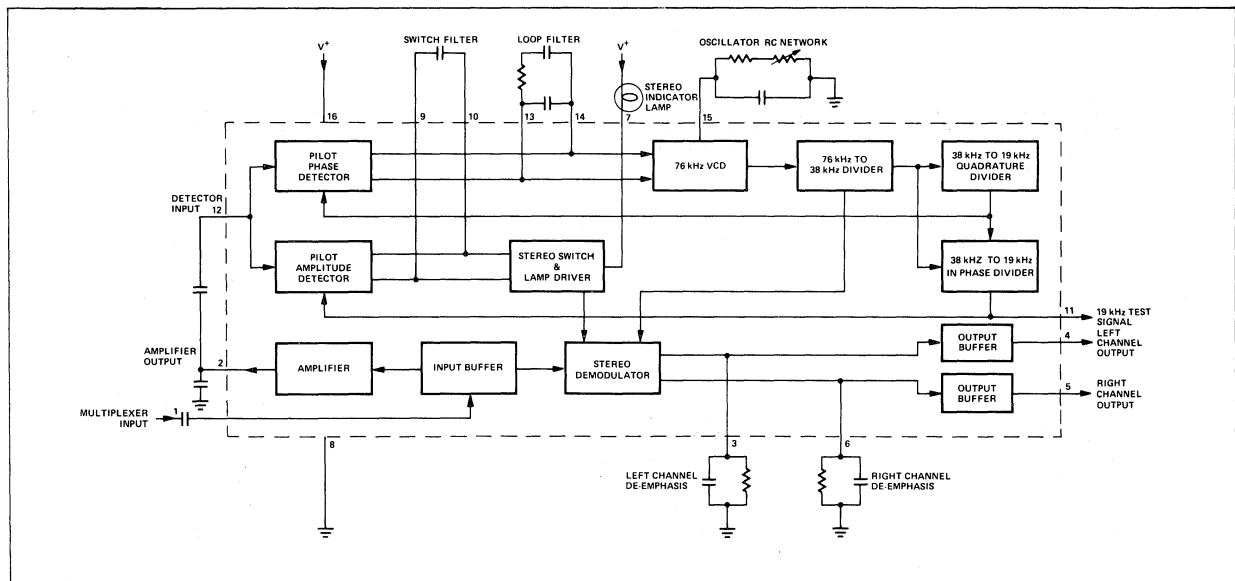 SWITCH FILTER
LOOP FILTER
OSCILLATOR RC NETWORK
V+
V+
STEREO
INDICATOR
LAMP
16
9
10
13
14
7
15
PILOT
PHASE
DETECTOR
76 kHz VCD
76 kHz TO
38 kHz DIVIDER
38 kHz TO 19 kHz
QUADRATURE
DIVIDER
DETECTOR
INPUT
12
PILOT
AMPLITUDE
DETECTOR
STEREO SWITCH
&
LAMP DRIVER
38 KHZ TO 19 kHz
IN PHASE DIVIDER
11
19 kHz TEST
SIGNAL
AMPLIFIER
OUTPUT
2
AMPLIFIER
INPUT BUFFER
STEREO
DEMODULATOR
OUTPUT
BUFFER
4
LEFT
CHANNEL
OUTPUT
OUTPUT
BUFFER
5
RIGHT
CHANNEL
OUTPUT
MULTIPLEXER
INPUT
1
8
3
6
LEFT CHANNEL
DE-EMPHASIS
RIGHT CHANNEL
DE-EMPHASIS